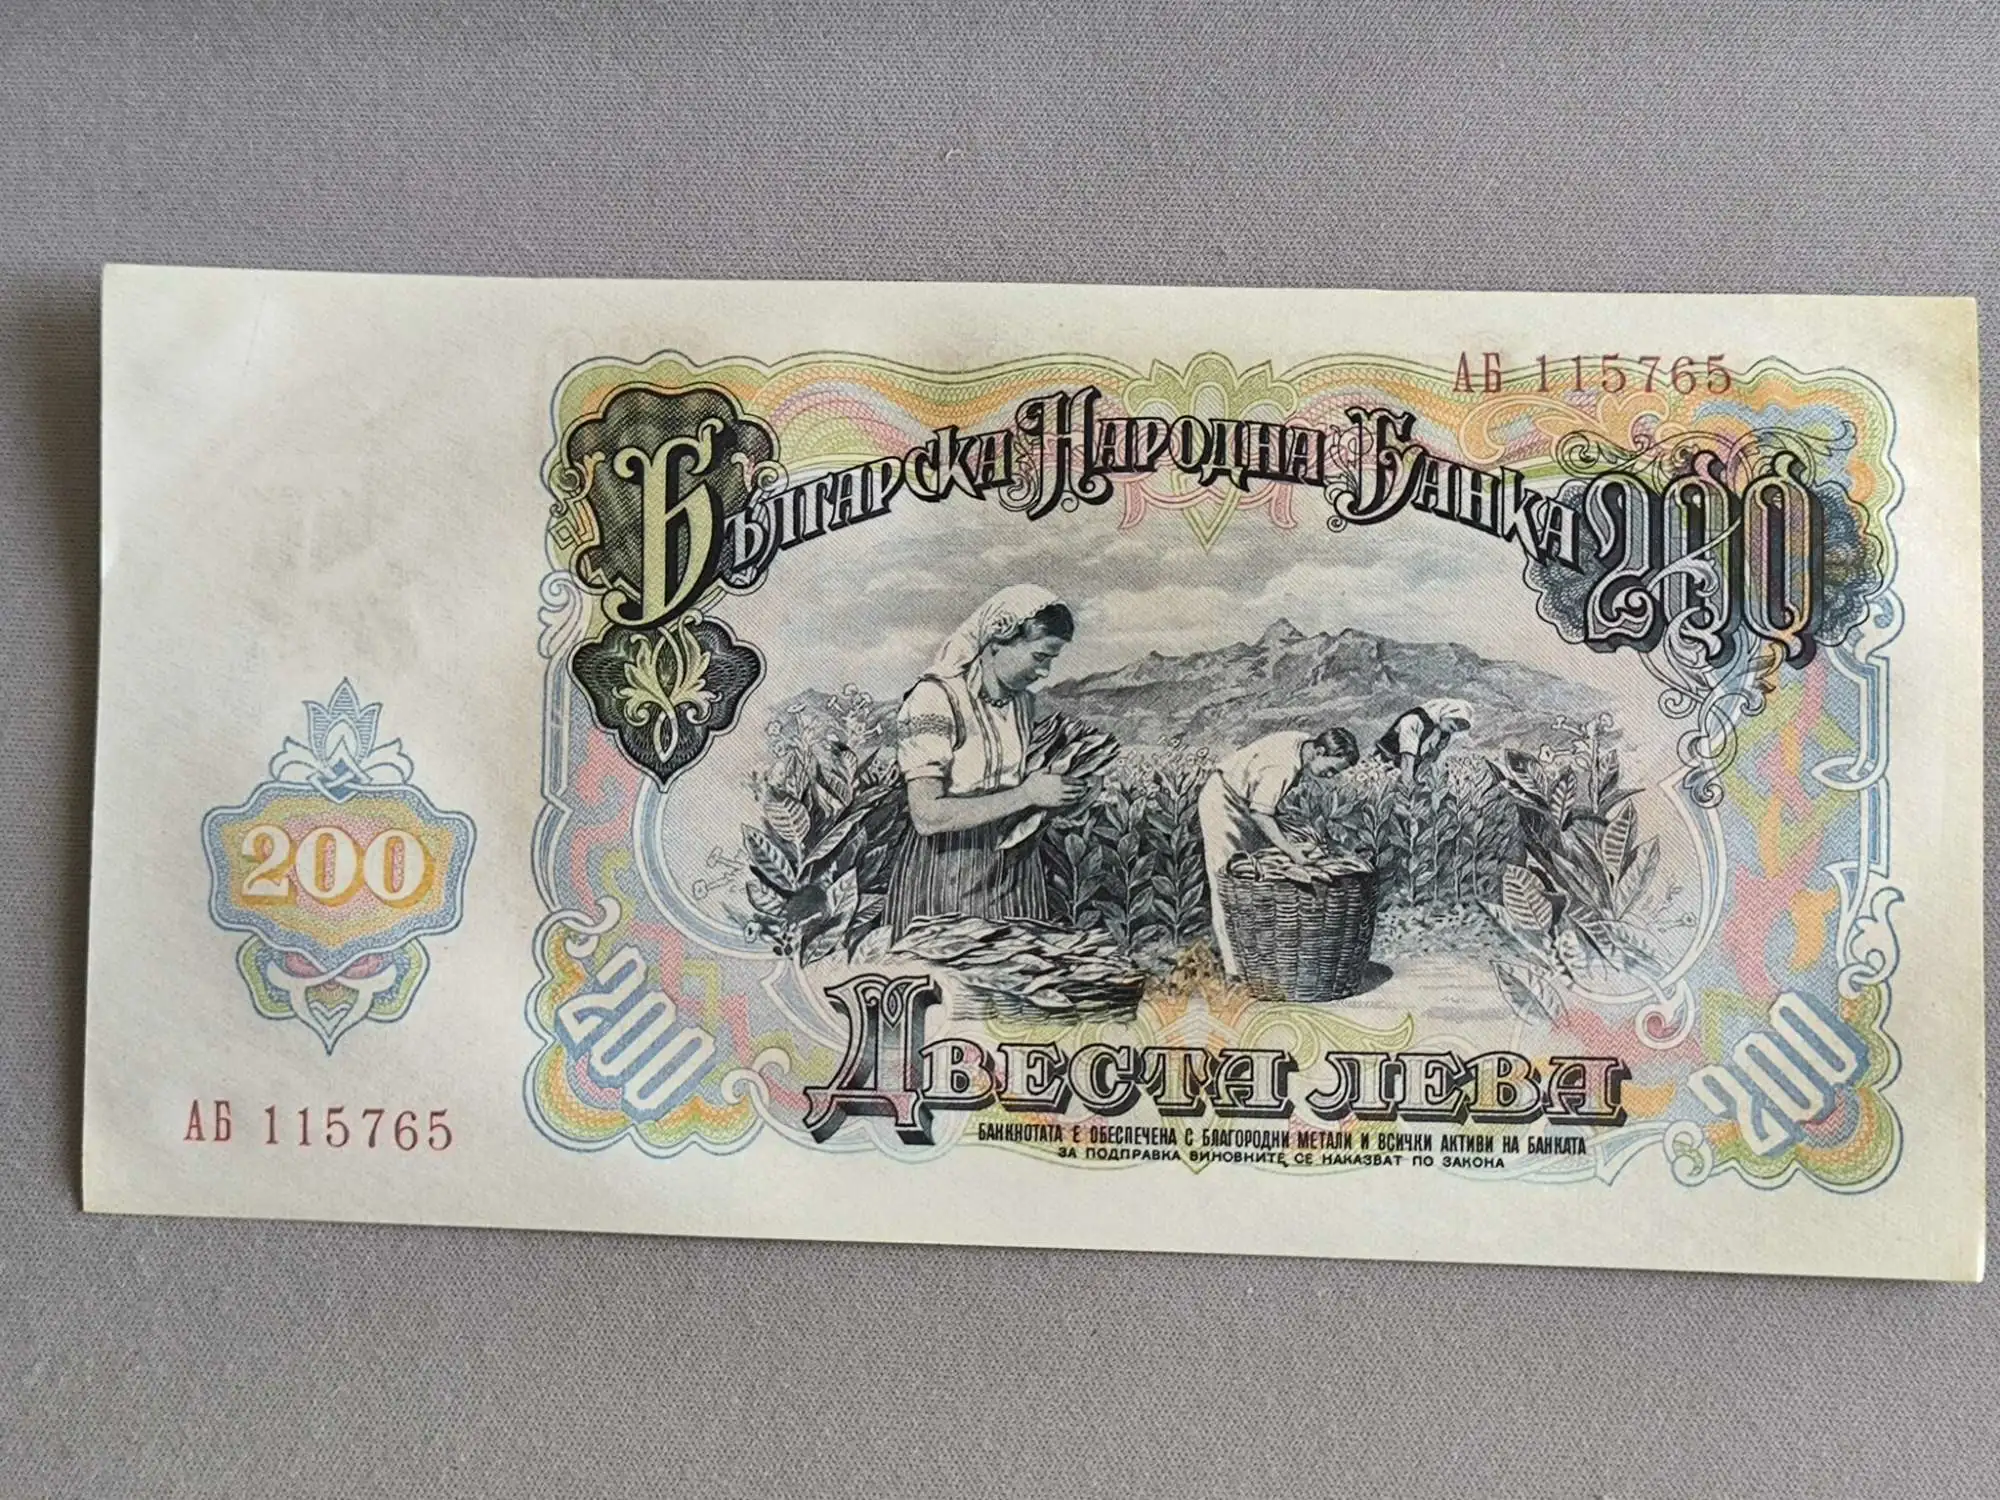 АБ 115765
Българска Народна Банка 200
200
200 200
Двеста лева
АБ 115765
БАНКНОТАТА Е ОБЕСПЕЧЕНА С БЛАГОРОДНИ МЕТАЛИ И ВСИЧКИ АКТИВИ НА БАНКАТА
ЗА ПОДПРАВКА ВИНОВНИТЕ СЕ НАКАЗВАТ ПО ЗАКОНА